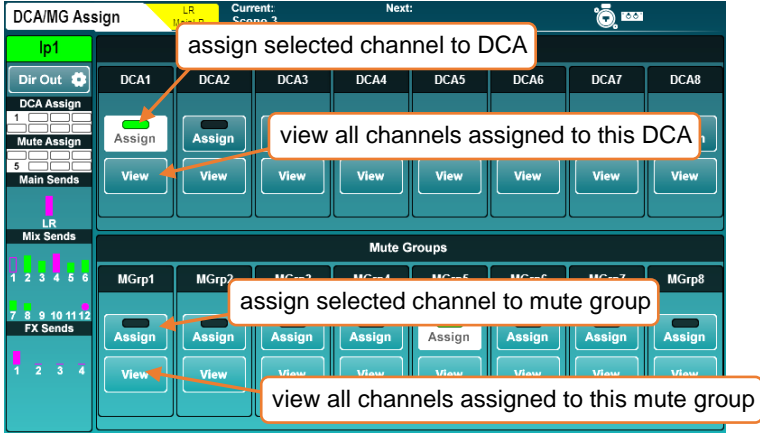 DCA/MG Assign
LR
Current:
Next:
Ip1
assign selected channel to DCA
Dir Out
DCA1 DCA2 DCA3 DCA4 DCA5 DCA6 DCA7 DCA8
DCA Assign
1
Mute Assign
5
Assign Assign
view all channels assigned to this DCA
View View View View View View View View
Main Sends
LR
Mix Sends
1 2 3 4 5 6
7 8 9 10 11 12
FX Sends
1 2 3 4
Mute Groups
MGrp1 MGrp2 MGrp8
assign selected channel to mute group
Assign Assign Assign Assign Assign Assign Assign Assign
View View View View View View View View
view all channels assigned to this mute group